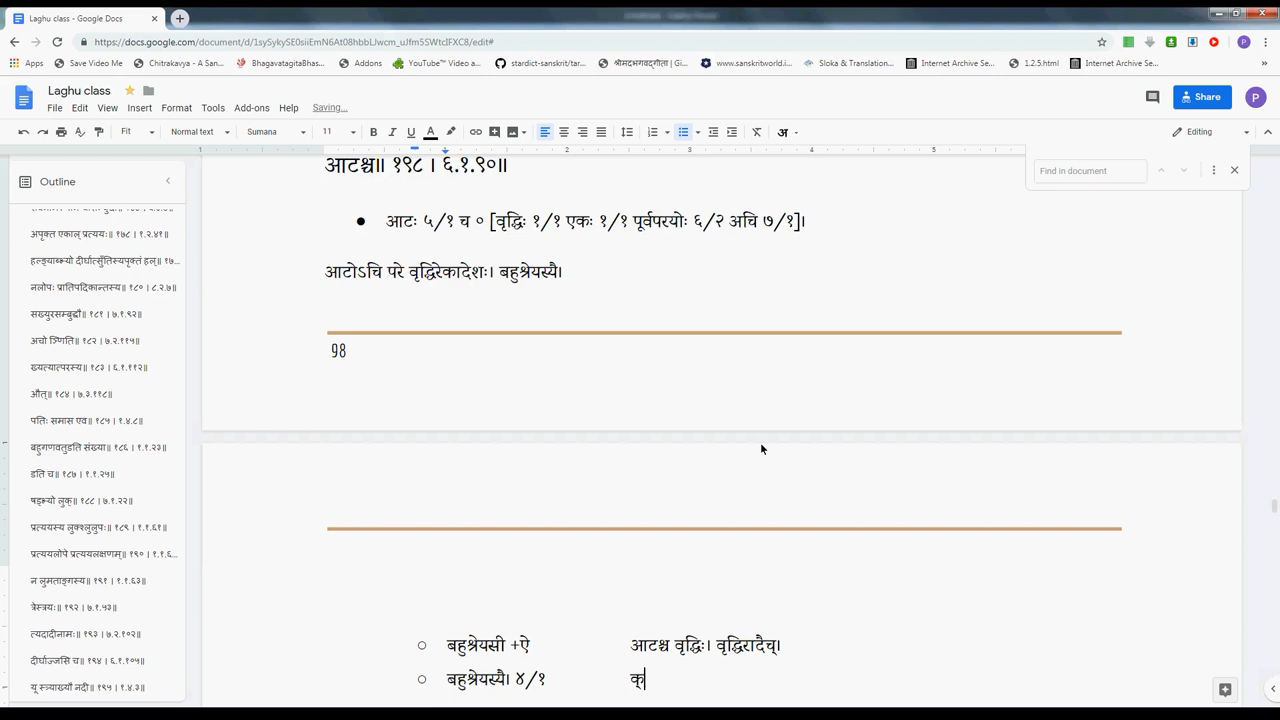 Laghu class - Google Docs
https://docs.google.com/document/d/1sySykySE0siiEmN6At08hbbLJwcm_uJfm5SWtcIFXC8/edit#
Apps Save Video Me Chitrakavya - A San... BhagavatagitaBhas... Addons YouTube™ Video a... stardict-sanskrit/tar... श्रीमद्भगवद्गीता | Gi... www.sanskritworld.i... Sloka & Translation... Internet Archive Se... 1.2.5.html Internet Archive Se...
Laghu class
P
Share
File Edit View Insert Format Tools Add-ons Help Saving...
Fit Normal text Sumana 11 Editing
1 2 3 4 5
Find in document
Outline
अपृक्त एकाल् प्रत्ययः॥ १७८ । १.२.४१॥
हल्ङ्याब्भ्यो दीर्घात्सुँतिस्यपृक्तं हल्॥ १७...
नलोपः प्रातिपदिकान्तस्य॥ १८० । ८.२.७॥
सख्युरसम्बुद्धौ॥ १८१ । ७.१.९२॥
अचो ञ्णिति॥ १८२ । ७.२.११५॥
ख्यत्यात्परस्य॥ १८३ । ६.१.११२॥
औत्॥ १८४ । ७.३.११८॥
पतिः समास एव॥ १८५ । १.४.८॥
बहुगणवतुडति संख्या॥ १८६ । १.१.२३॥
डति च॥ १८७ । १.१.२५॥
षड्भ्यो लुक्॥ १८८ । ७.१.२२॥
प्रत्ययस्य लुक्श्लुलुपः॥ १८९ । १.१.६१॥
प्रत्ययलोपे प्रत्ययलक्षणम्॥ १९० । १.१.६...
न लुमताङ्गस्य॥ १९१ । १.१.६३॥
त्रेस्त्रयः॥ १९२ । ७.१.५३॥
त्यदादीनामः॥ १९३ । ७.२.१०२॥
दीर्घाज्जसि च॥ १९४ । ६.१.१०५॥
यू स्त्र्याख्यौ नदी॥ १९५ । १.४.३॥
आटश्च॥ १९८ । ६.१.९०॥
● आटः ५/१ च ० [वृद्धिः १/१ एकः १/१ पूर्वपरयोः ६/२ अचि ७/१]।
आटोऽचि परे वृद्धिरेकादेशः। बहुश्रेयस्यै।
98
○ बहुश्रेयसी +ऐ आटश्च वृद्धिः। वृद्धिरादैच्।
○ बहुश्रेयस्यै। ४/१ क्